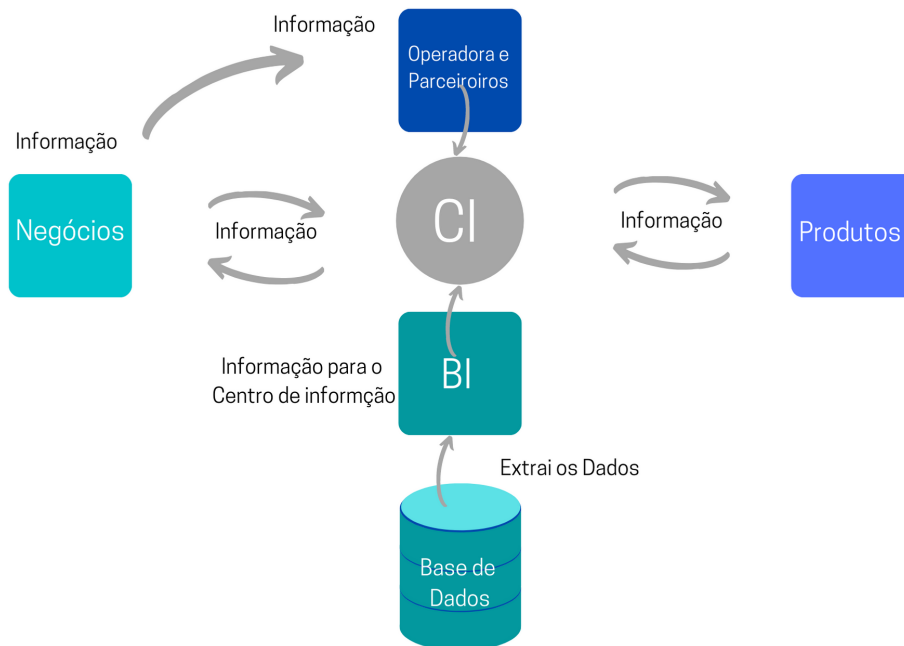 Informação
Operadora e
Parceiroiros
Informação
Negócios
Informação
CI
Informação
Produtos
Informação para o
Centro de informção
BI
Extrai os Dados
Base de
Dados